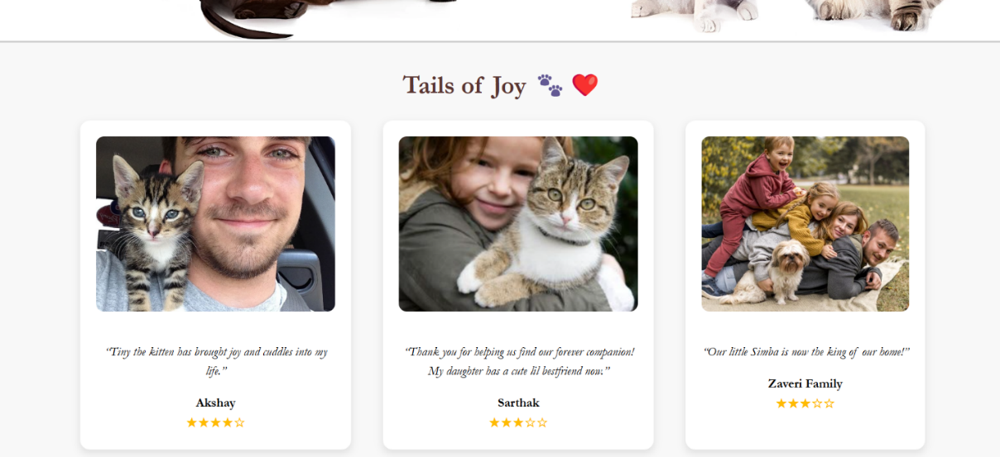 Tails of Joy 🐾 ❤️
“Tiny the kitten has brought joy and cuddles into my
life.”
Akshay
★★★★☆
“Thank you for helping us find our forever companion!
My daughter has a cute lil bestfriend now.”
Sarthak
★★★☆☆
“Our little Simba is now the king of our home!”
Zaveri Family
★★★☆☆